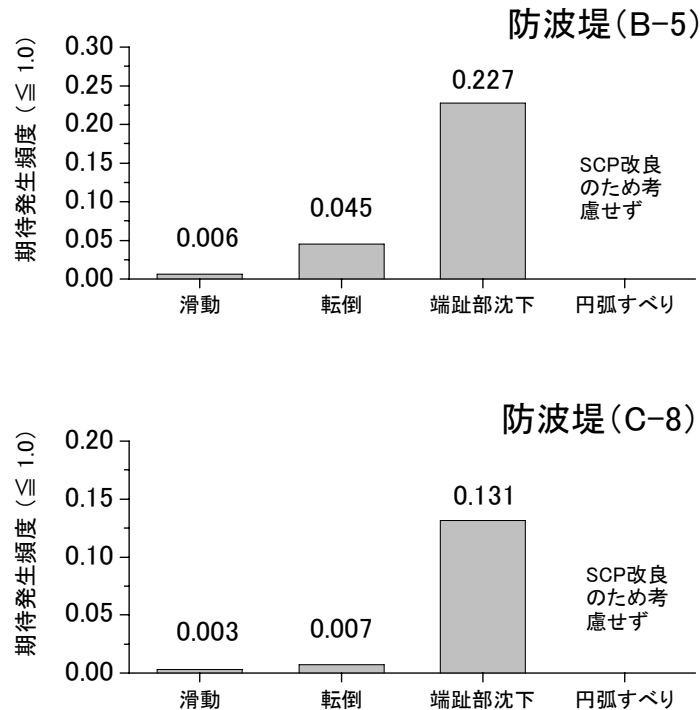 防波堤(B-5)
期待発生頻度(≦ 1.0)
0.30
0.25
0.20
0.15
0.10
0.05
0.00
0.006
0.045
0.227
SCP改良
のため考
慮せず
滑動 転倒 端趾部沈下 円弧すべり
防波堤(C-8)
期待発生頻度(≦ 1.0)
0.20
0.15
0.10
0.05
0.00
0.003
0.007
0.131
SCP改良
のため考
慮せず
滑動 転倒 端趾部沈下 円弧すべり